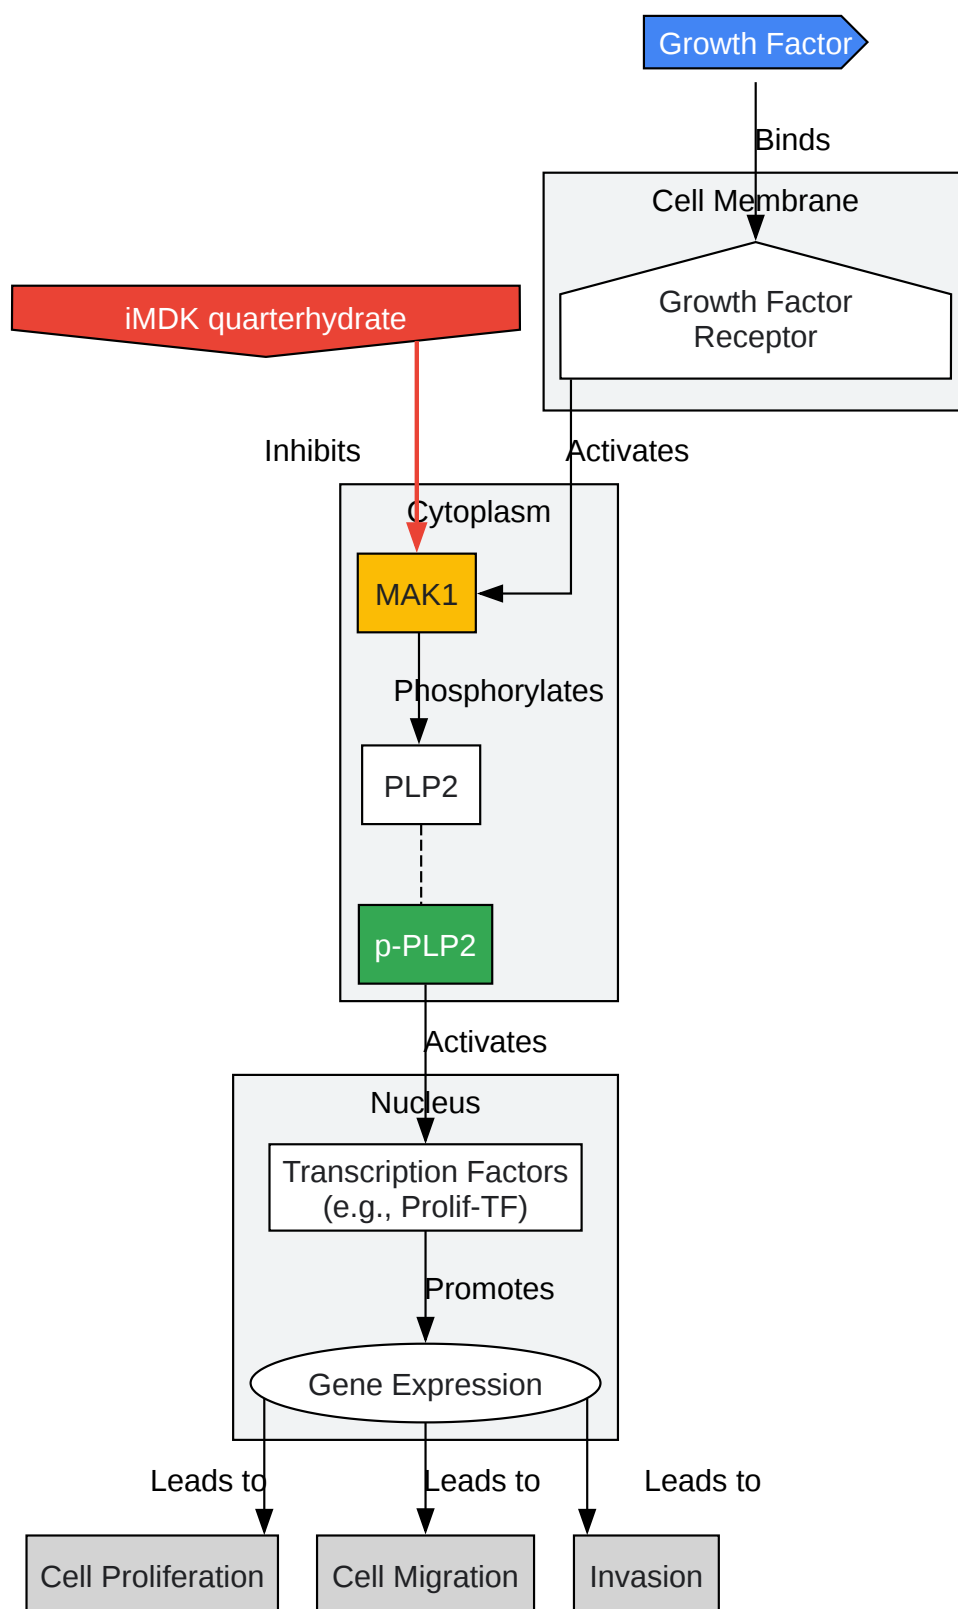 Growth Factor
Binds
Cell Membrane
Growth Factor
Receptor
iMDK quarterhydrate
Inhibits
Activates
Cytoplasm
MAK1
Phosphorylates
PLP2
p-PLP2
Activates
Nucleus
Transcription Factors
(e.g., Prolif-TF)
Promotes
Gene Expression
Leads to
Leads to
Leads to
Cell Proliferation
Cell Migration
Invasion